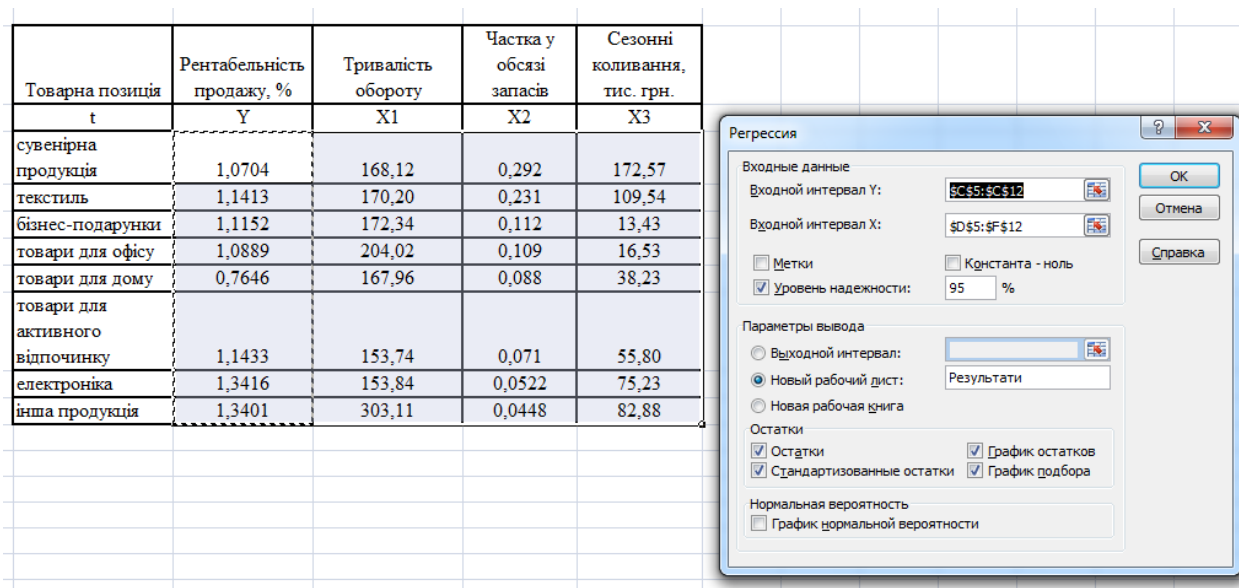 Товарна позиція
Рентабельність
продажу, %
Тривалість
обороту
Частка у
обсязі
запасів
Сезонні
коливання,
тис. грн.
t Y X1 X2 X3
сувенірна
продукція 1,0704 168,12 0,292 172,57
текстиль 1,1413 170,20 0,231 109,54
бізнес-подарунки 1,1152 172,34 0,112 13,43
товари для офісу 1,0889 204,02 0,109 16,53
товари для дому 0,7646 167,96 0,088 38,23
товари для
активного
відпочинку 1,1433 153,74 0,071 55,80
електроніка 1,3416 153,84 0,0522 75,23
інша продукція 1,3401 303,11 0,0448 82,88
Регрессия
? X
Входные данные
Входной интервал Y: $C$5:$C$12
Входной интервал X: $D$5:$F$12
Метки Константа - ноль
Уровень надежности: 95 %
ОК
Отмена
Справка
Параметры вывода
Выходной интервал:
Новый рабочий лист: Результати
Новая рабочая книга
Остатки
Остатки График остатков
Стандартизованные остатки График подбора
Нормальная вероятность
График нормальной вероятности